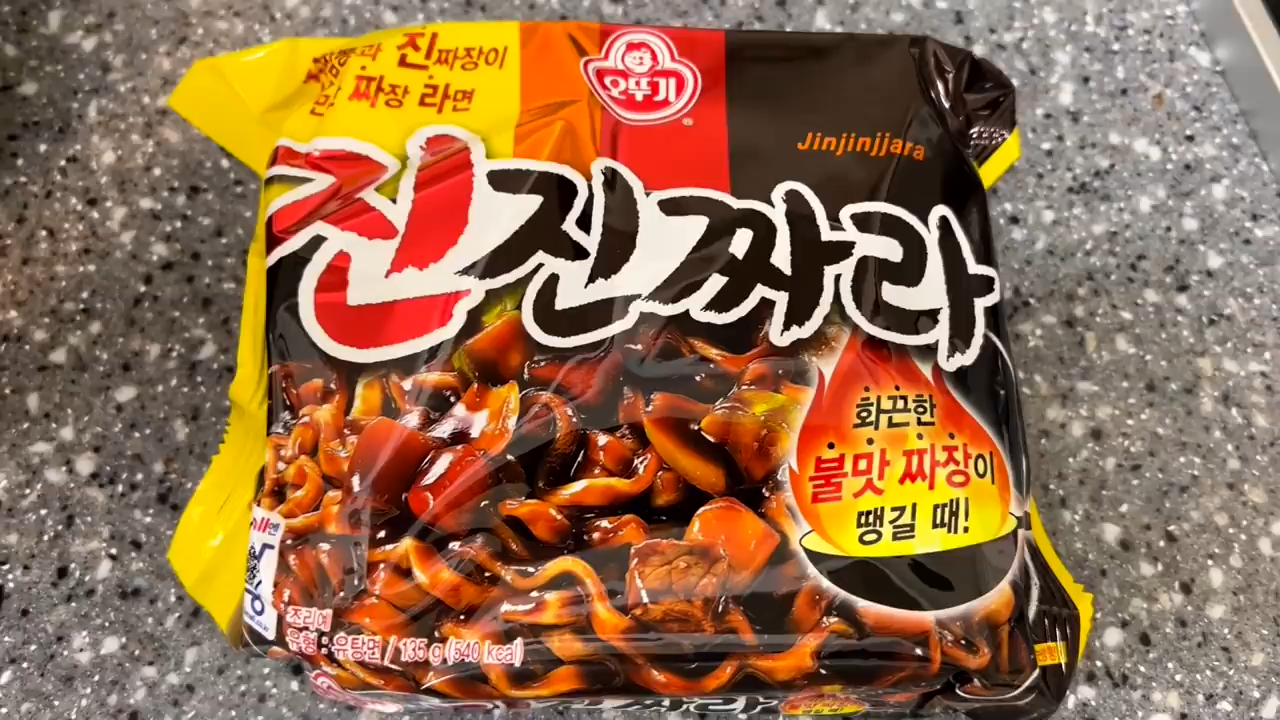 진짜장이
짜장 라면
오뚜기
Jinjinjjara
진진짜라
화끈한
불맛 짜장이
땡길 때!
조리예
유형 : 유탕면 / 135 g (540 kcal)